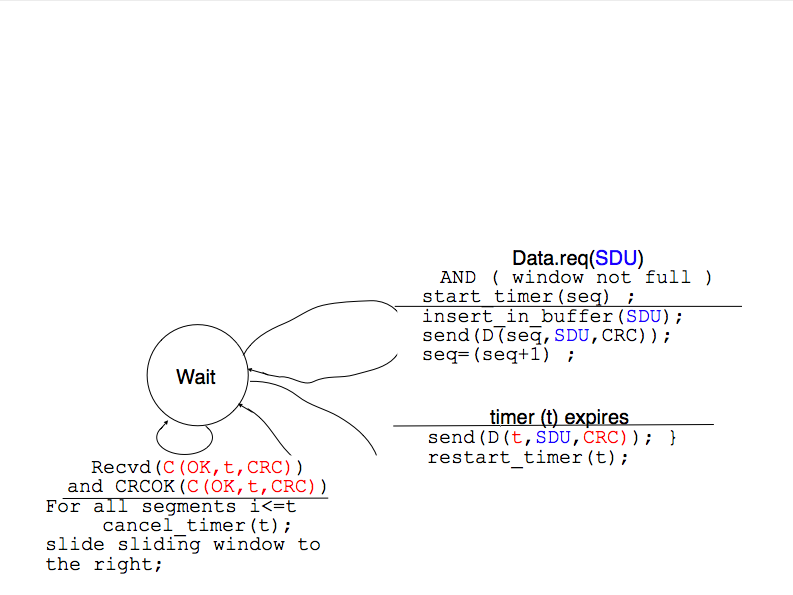 Data.req(SDU)
AND ( window not full )
start_timer(seq) ;
insert_in_buffer(SDU);
send(D(seq,SDU,CRC));
seq=(seq+1) ;
Wait
timer (t) expires
send(D(t,SDU,CRC)); }
restart_timer(t);
Recvd(C(OK,t,CRC))
and CRCOK(C(OK,t,CRC))
For all segments i<=t
cancel_timer(t);
slide sliding window to
the right;